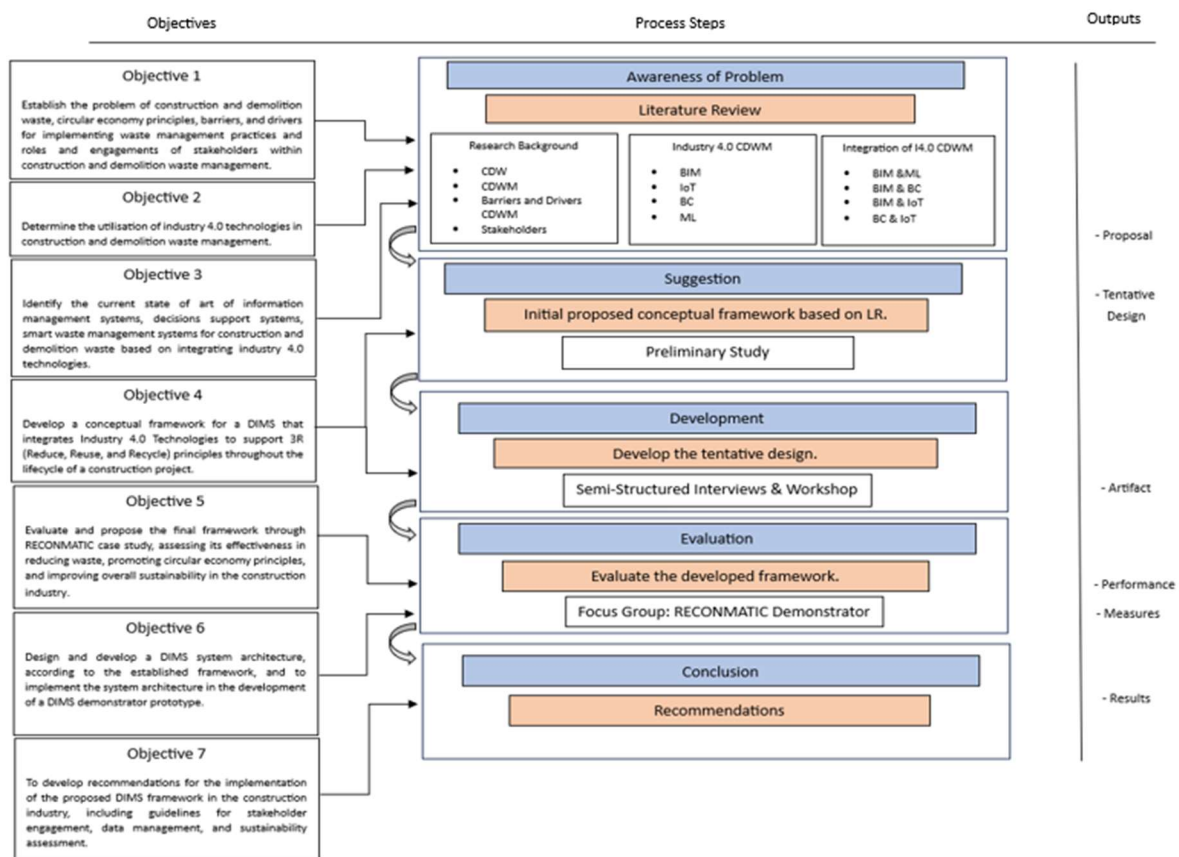 Objectives
Process Steps
Outputs
Objective 1
Establish the problem of construction and demolition
waste, circular economy principles, barriers, and drivers
for implementing waste management practices and
roles and engagements of stakeholders within
construction and demolition waste management.
Objective 2
Determine the utilisation of industry 4.0 technologies in
construction and demolition waste management.
Objective 3
Identify the current state of art of information
management systems, decisions support systems,
smart waste management systems for construction and
demolition waste based on integrating industry 4.0
technologies.
Objective 4
Develop a conceptual framework for a DIMS that
integrates Industry 4.0 Technologies to support 3R
(Reduce, Reuse, and Recycle) principles throughout the
lifecycle of a construction project.
Objective 5
Evaluate and propose the final framework through
RECONMATIC case study, assessing its effectiveness in
reducing waste, promoting circular economy principles,
and improving overall sustainability in the construction
industry.
Objective 6
Design and develop a DIMS system architecture,
according to the established framework, and to
implement the system architecture in the development
of a DIMS demonstrator prototype.
Objective 7
To develop recommendations for the implementation
of the proposed DIMS framework in the construction
industry, including guidelines for stakeholder
engagement, data management, and sustainability
assessment.
Awareness of Problem
Literature Review
Research Background
• CDW
• CDWM
• Barriers and Drivers
CDWM
• Stakeholders
Industry 4.0 CDWM
• BIM
• IoT
• BC
• ML
Integration of I4.0 CDWM
• BIM &ML
• BIM & BC
• BIM & IoT
• BC & IoT
Suggestion
Initial proposed conceptual framework based on LR.
Preliminary Study
Development
Develop the tentative design.
Semi-Structured Interviews & Workshop
Evaluation
Evaluate the developed framework.
Focus Group: RECONMATIC Demonstrator
Conclusion
Recommendations
- Proposal
- Tentative
Design
- Artifact
- Performance
- Measures
- Results